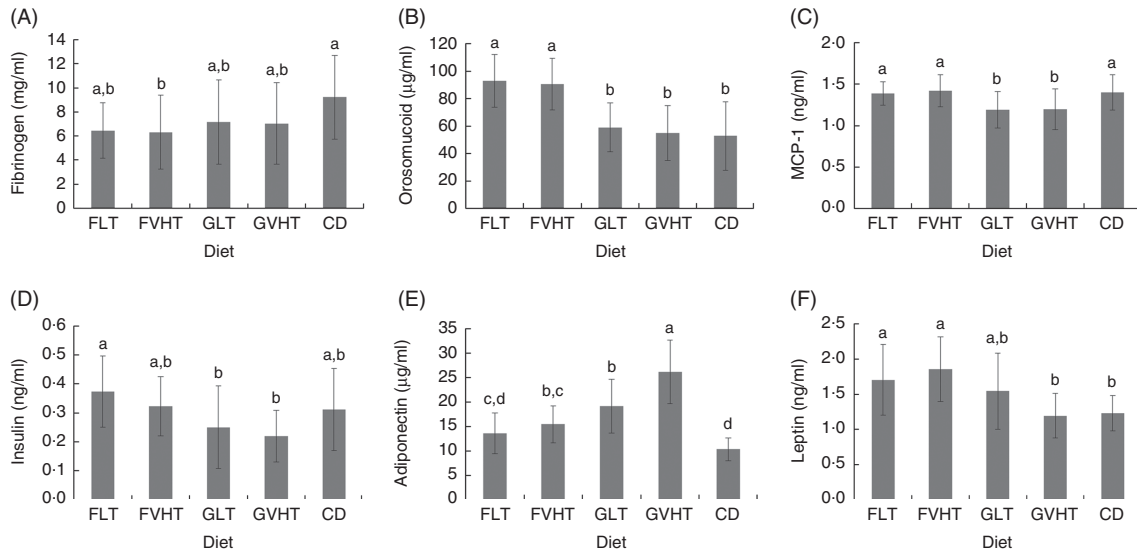 (A)
Fibrinogen (mg/ml)
14
12
10
8
6
4
2
0
a,b
b
a,b
a,b
a
FLT FVHT GLT GVHT CD
Diet
(B)
Orosomucoid (µg/ml)
120
100
80
60
40
20
0
a
a
b
b
b
FLT FVHT GLT GVHT CD
Diet
(C)
MCP-1 (ng/ml)
2·0
1·5
1·0
0·5
0·0
a
a
b
b
a
FLT FVHT GLT GVHT CD
Diet
(D)
Insulin (ng/ml)
0·6
0·5
0·4
0·3
0·2
0·1
0·0
a
a,b
b
b
a,b
FLT FVHT GLT GVHT CD
Diet
(E)
Adiponectin (µg/ml)
35
30
25
20
15
10
5
0
c,d
b,c
b
a
d
FLT FVHT GLT GVHT CD
Diet
(F)
Leptin (ng/ml)
2·5
2·0
1·5
1·0
0·5
0·0
a
a
a,b
b
b
FLT FVHT GLT GVHT CD
Diet